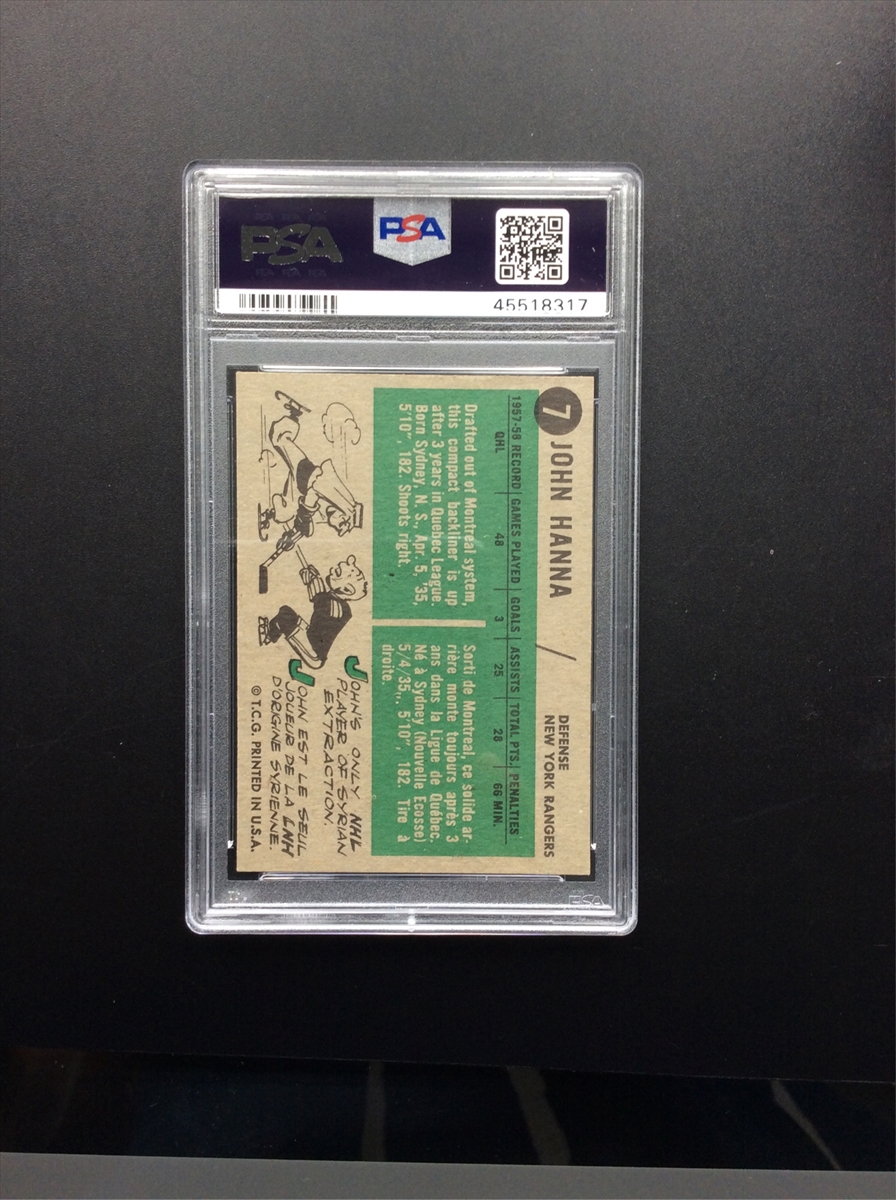 PSA
PSA
45518317
7 JOHN HANNA
DEFENSE
NEW YORK RANGERS
1957-58 RECORD GAMES PLAYED GOALS ASSISTS TOTAL PTS. PENALTIES
QHL 48 3 25 28 66 MIN.
Drafted out of Montreal system,
this compact backliner is up
after 3 years in Quebec League.
Born Sydney, N. S., Apr. 5, '35,
5'10", 182. Shoots right.
Sorti de Montreal, ce solide ar-
rière monte toujours après 3
ans dans la Ligue de Québec.
Né à Sydney (Nouvelle Ecosse)
5/4/35,, 5'10", 182. Tire à
droite.
JOHN'S ONLY NHL
PLAYER OF SYRIAN
EXTRACTION.
JOHN EST LE SEUL
JOUEUR DE LA LNH
D'ORIGINE SYRIENNE.
© T.C.G. PRINTED IN U.S.A.
PSA